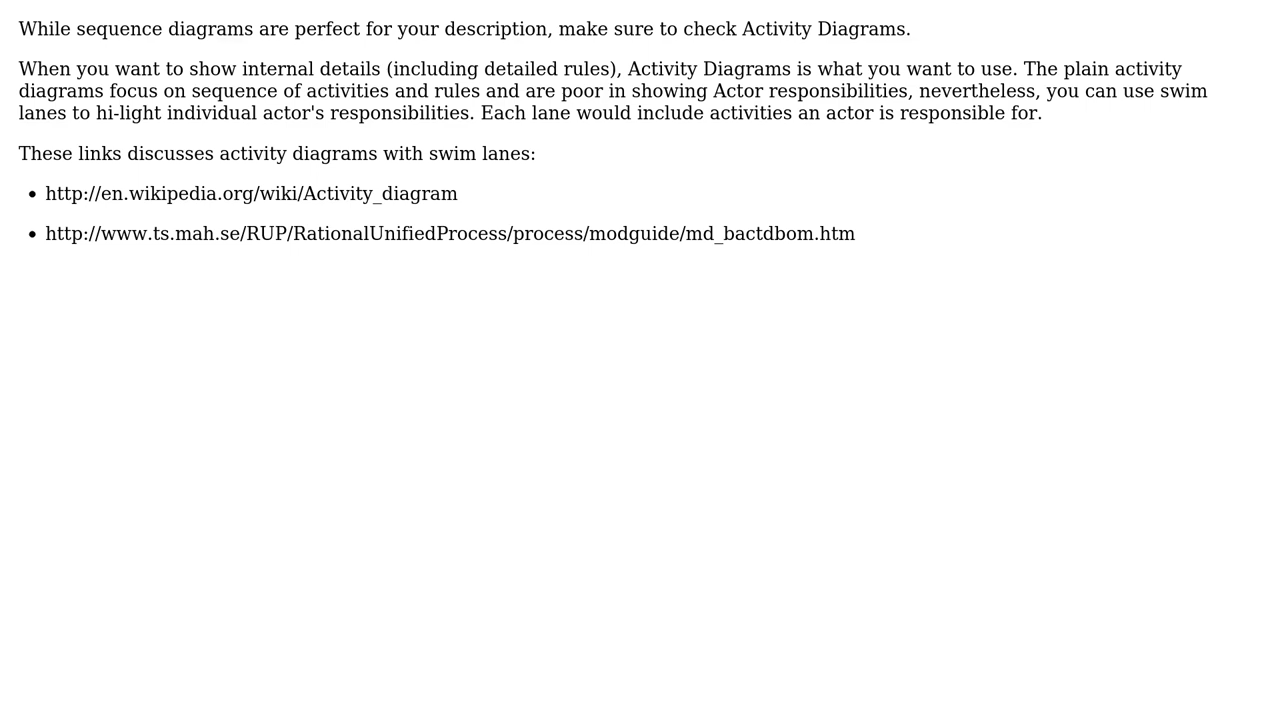 While sequence diagrams are perfect for your description, make sure to check Activity Diagrams.
When you want to show internal details (including detailed rules), Activity Diagrams is what you want to use. The plain activity
diagrams focus on sequence of activities and rules and are poor in showing Actor responsibilities, nevertheless, you can use swim
lanes to hi-light individual actor's responsibilities. Each lane would include activities an actor is responsible for.
These links discusses activity diagrams with swim lanes:
• http://en.wikipedia.org/wiki/Activity_diagram
• http://www.ts.mah.se/RUP/RationalUnifiedProcess/process/modguide/md_bactdbom.htm